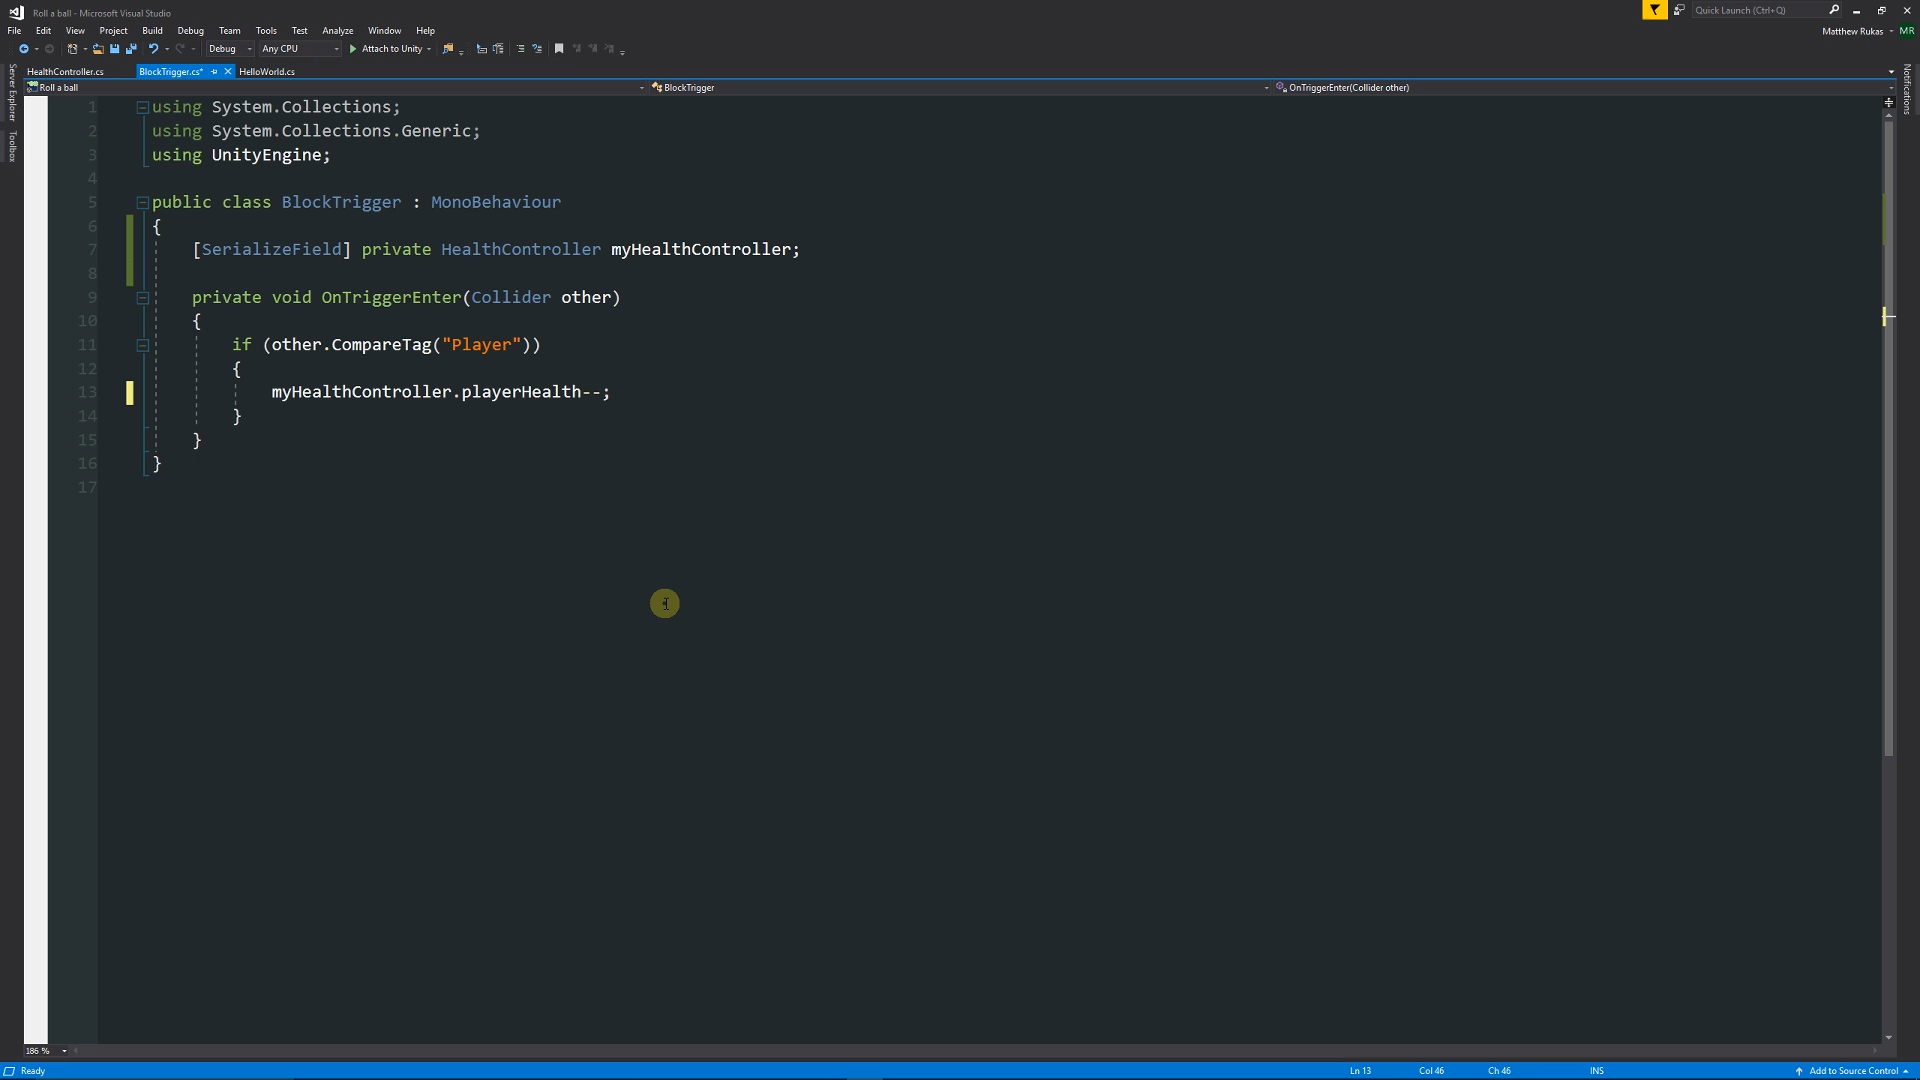 Roll a ball - Microsoft Visual Studio
Quick Launch (Ctrl+Q)
File Edit View Project Build Debug Team Tools Test Analyze Window Help
Matthew Rukas MR
Debug Any CPU Attach to Unity
HealthController.cs BlockTrigger.cs* HelloWorld.cs
Roll a ball BlockTrigger OnTriggerEnter(Collider other)
Server Explorer
Toolbox
Notifications
1 using System.Collections;
2 using System.Collections.Generic;
3 using UnityEngine;
4
5 public class BlockTrigger : MonoBehaviour
6 {
7 [SerializeField] private HealthController myHealthController;
8
9 private void OnTriggerEnter(Collider other)
10 {
11 if (other.CompareTag("Player"))
12 {
13 myHealthController.playerHealth--;
14 }
15 }
16 }
17
186 %
Ready Ln 13 Col 46 Ch 46 INS Add to Source Control